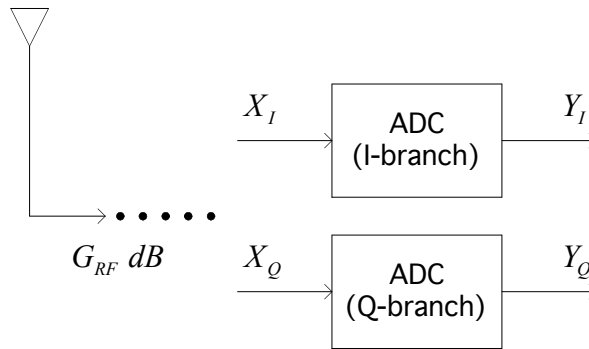 X_I
ADC
(I-branch)
Y_I
G_RF dB
X_Q
ADC
(Q-branch)
Y_Q